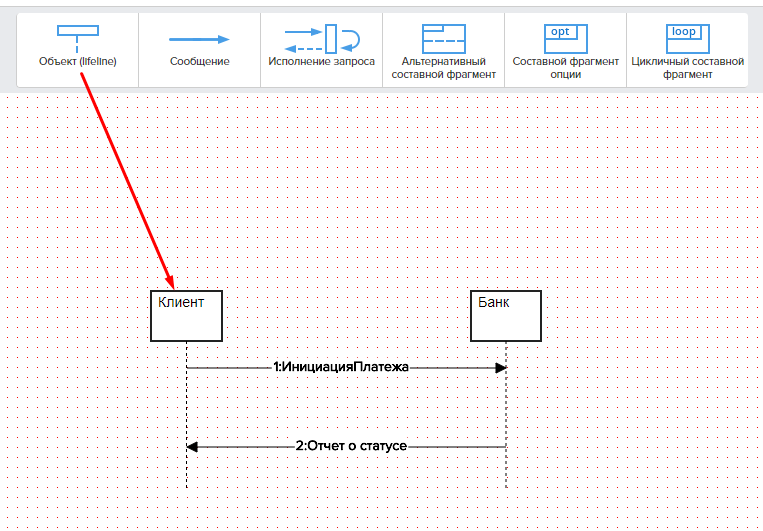 opt
loop
Объект (lifeline)
Сообщение
Исполнение запроса
Альтернативный
составной фрагмент
Составной фрагмент
опции
Цикличный составной
фрагмент
Клиент
Банк
1:ИнициацияПлатежа
2:Отчет о статусе